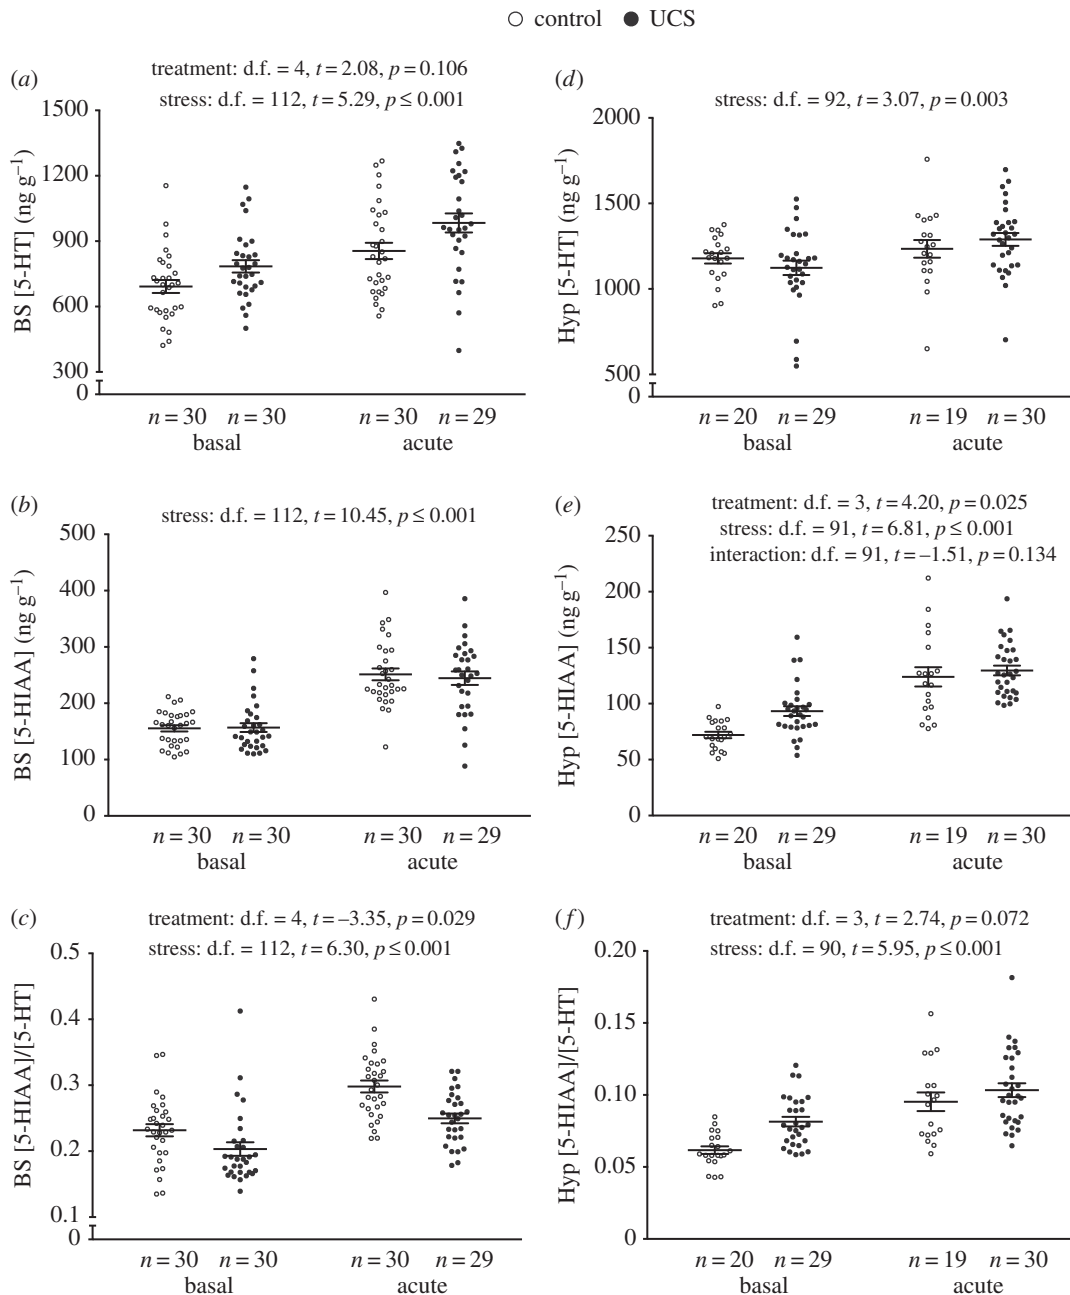 control UCS
(a)
treatment: d.f. = 4, t = 2.08, p = 0.106
stress: d.f. = 112, t = 5.29, p ≤ 0.001
BS [5-HT] (ng g⁻¹)
1500
1200
900
600
300
0
n = 30 n = 30 n = 30 n = 29
basal acute
(d)
stress: d.f. = 92, t = 3.07, p = 0.003
Hyp [5-HT] (ng g⁻¹)
2000
1500
1000
500
0
n = 20 n = 29 n = 19 n = 30
basal acute
(b)
stress: d.f. = 112, t = 10.45, p ≤ 0.001
BS [5-HIAA] (ng g⁻¹)
500
400
300
200
100
0
n = 30 n = 30 n = 30 n = 29
basal acute
(e)
treatment: d.f. = 3, t = 4.20, p = 0.025
stress: d.f. = 91, t = 6.81, p ≤ 0.001
interaction: d.f. = 91, t = –1.51, p = 0.134
Hyp [5-HIAA] (ng g⁻¹)
250
200
150
100
50
0
n = 20 n = 29 n = 19 n = 30
basal acute
(c)
treatment: d.f. = 4, t = –3.35, p = 0.029
stress: d.f. = 112, t = 6.30, p ≤ 0.001
BS [5-HIAA]/[5-HT]
0.5
0.4
0.3
0.2
0.1
0
n = 30 n = 30 n = 30 n = 29
basal acute
(f)
treatment: d.f. = 3, t = 2.74, p = 0.072
stress: d.f. = 90, t = 5.95, p ≤ 0.001
Hyp [5-HIAA]/[5-HT]
0.20
0.15
0.10
0.05
0
n = 20 n = 29 n = 19 n = 30
basal acute